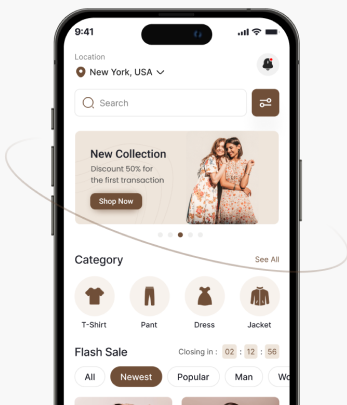 9:41
Location
New York, USA
Search
New Collection
Discount 50% for
the first transaction
Shop Now
Category
See All
T-Shirt
Pant
Dress
Jacket
Flash Sale
Closing in : 02 : 12 : 56
All
Newest
Popular
Man
Wo